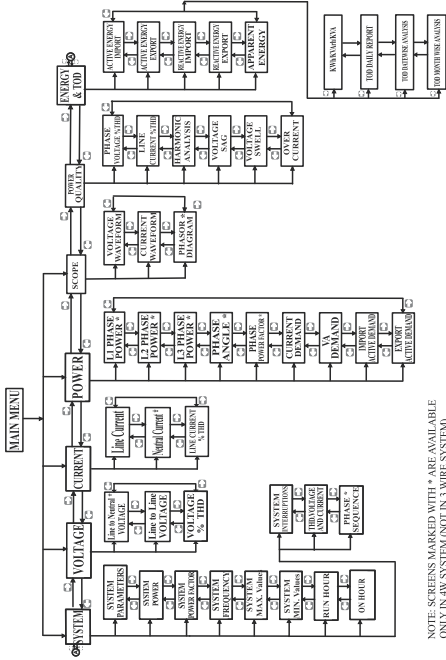 MAIN MENU
SYSTEM
VOLTAGE
CURRENT
POWER
SCOPE
POWER
QUALITY
ENERGY
& TOD
SYSTEM
PARAMETERS
SYSTEM
POWER
SYSTEM
POWER FACTOR
SYSTEM
FREQUENCY
SYSTEM
MAX. Values
SYSTEM
MIN. Values
RUN HOUR
ON HOUR
SYSTEM
INTERRUPTIONS
THD VOLTAGE
AND CURRENT
PHASE *
SEQUENCE
Line to Neutral *
VOLTAGE
Line to Line
VOLTAGE
VOLTAGE
% THD
Line Current
Neutral Current *
LINE CURRENT
% THD
L1 PHASE
POWER *
L2 PHASE
POWER *
L3 PHASE
POWER *
PHASE
ANGLE *
PHASE
POWER FACTOR *
CURRENT
DEMAND
VA
DEMAND
IMPORT
ACTIVE DEMAND
EXPORT
ACTIVE DEMAND
VOLTAGE
WAVEFORM
CURRENT
WAVEFORM
PHASOR *
DIAGRAM
PHASE
VOLTAGE %THD
LINE
CURRENT %THD
HARMONIC
ANALYSIS
VOLTAGE
SAG
VOLTAGE
SWELL
OVER
CURRENT
ACTIVE ENERGY
IMPORT
ACTIVE ENERGY
EXPORT
REACTIVE ENERGY
IMPORT
REACTIVE ENERGY
EXPORT
APPARENT
ENERGY
KWh/KVArh/KVA
TOD DAILY REPORT
TOD DATEWISE ANALYSIS
TOD MONTHWISE ANALYSIS
NOTE: SCREENS MARKED WITH * ARE AVAILABLE
ONLY IN 4W SYSTEM (NOT IN 3 WIRE SYSTEM)